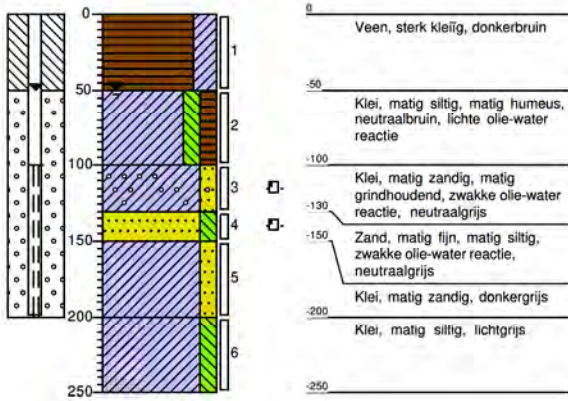 0
50
100
150
200
250
1
2
3
4
5
6
0
Veen, sterk kleiïg, donkerbruin
-50
Klei, matig siltig, matig humeus,
neutraalbruin, lichte olie-water
reactie
-100
Klei, matig zandig, matig
grindhoudend, zwakke olie-water
reactie, neutraalgrijs
-130
Zand, matig fijn, matig siltig,
zwakke olie-water reactie,
neutraalgrijs
-150
Klei, matig zandig, donkergrijs
-200
Klei, matig siltig, lichtgrijs
-250